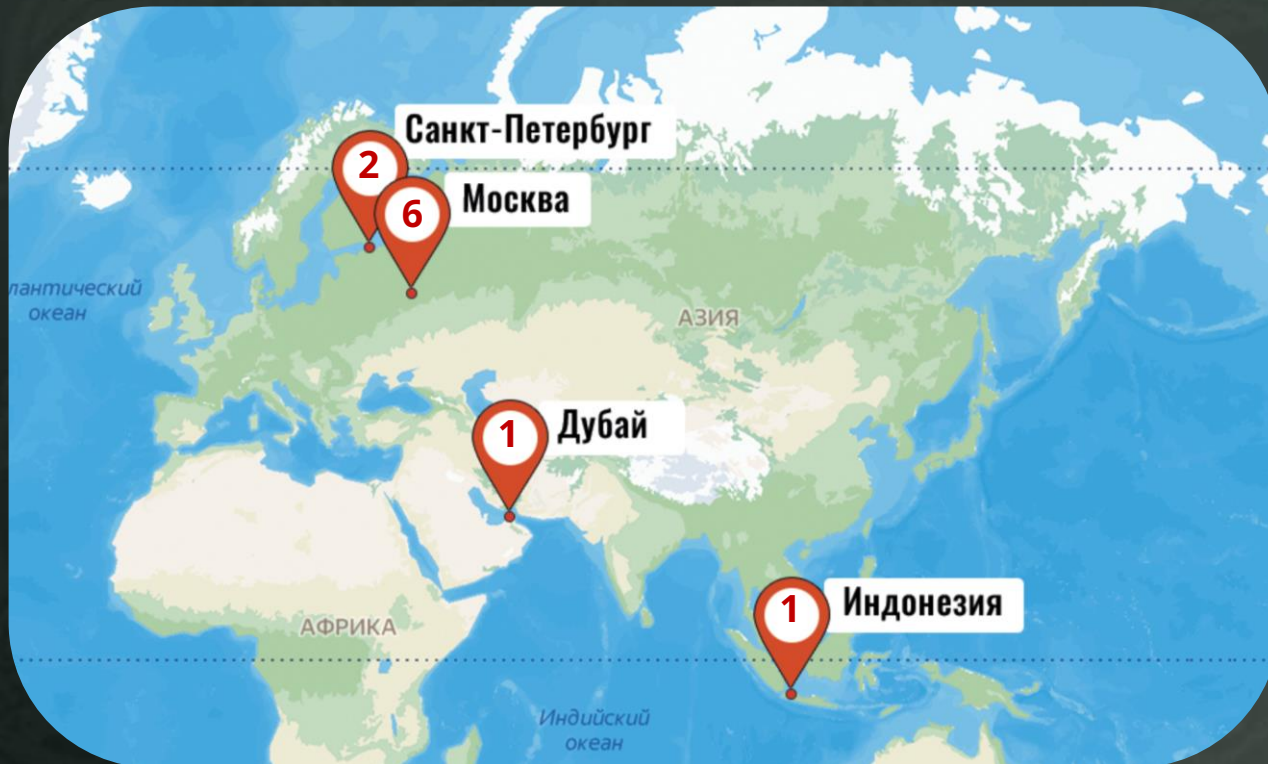 Санкт-Петербург
2
6
Москва
лантический
океан
АЗИЯ
1
Дубай
1
Индонезия
АФРИКА
Индийский
океан